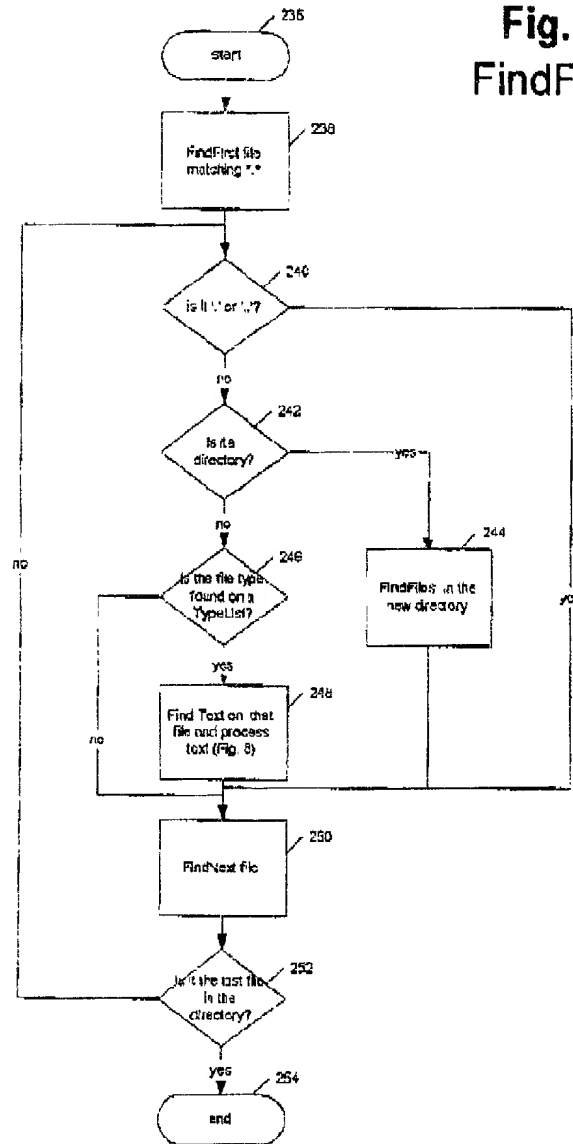 Fig.
FindF
236
start
238
FindFirst file
matching *.*
240
Is it '.' or '..'?
no
242
Is it a
directory?
yes
no
244
246
no
Is the file type
found on a
TypeList?
FindFiles in the
new directory
ye
yes
248
Find Text on that
file and process
text (Fig. 8)
no
250
FindNext file
252
Is it the last file
in the
directory?
yes
254
end